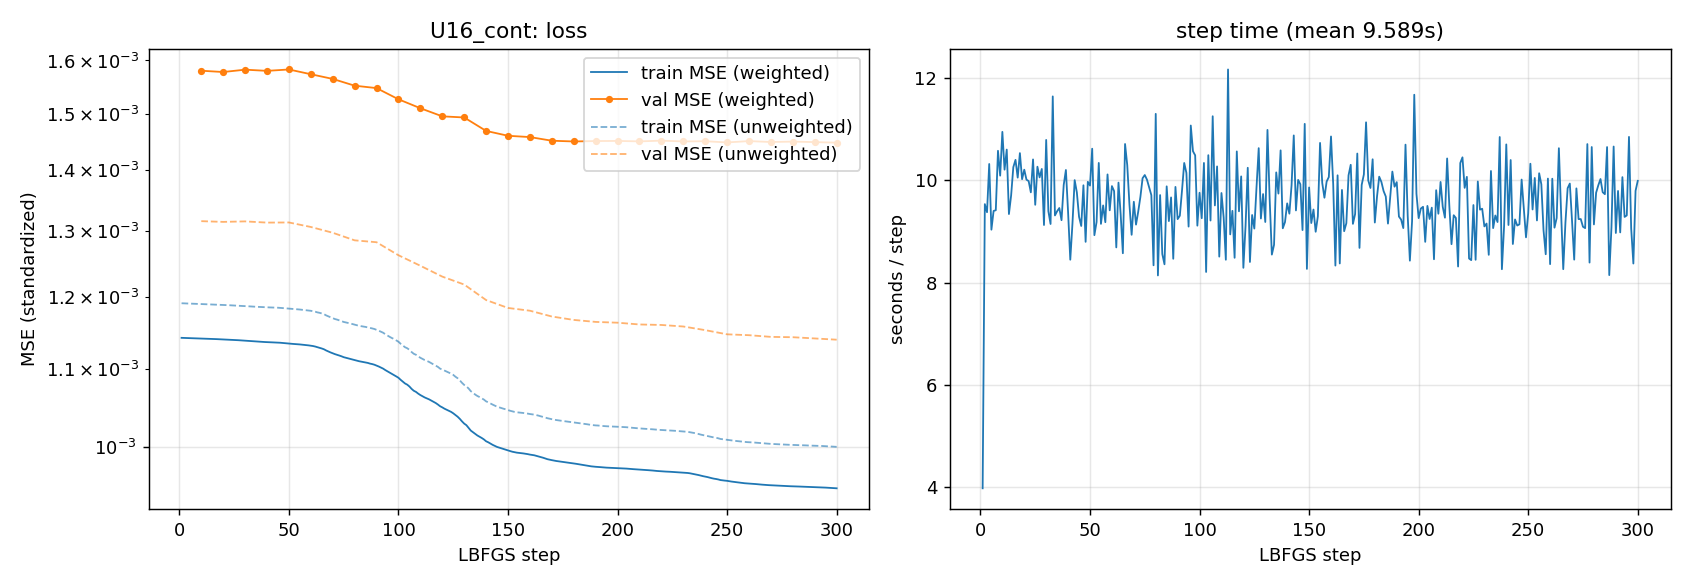 U16_cont: loss
1.6 × 10⁻³
1.5 × 10⁻³
1.4 × 10⁻³
1.3 × 10⁻³
1.2 × 10⁻³
1.1 × 10⁻³
10⁻³
MSE (standardized)
train MSE (weighted)
val MSE (weighted)
train MSE (unweighted)
val MSE (unweighted)
0 50 100 150 200 250 300
LBFGS step
step time (mean 9.589s)
12
10
8
6
4
seconds / step
0 50 100 150 200 250 300
LBFGS step